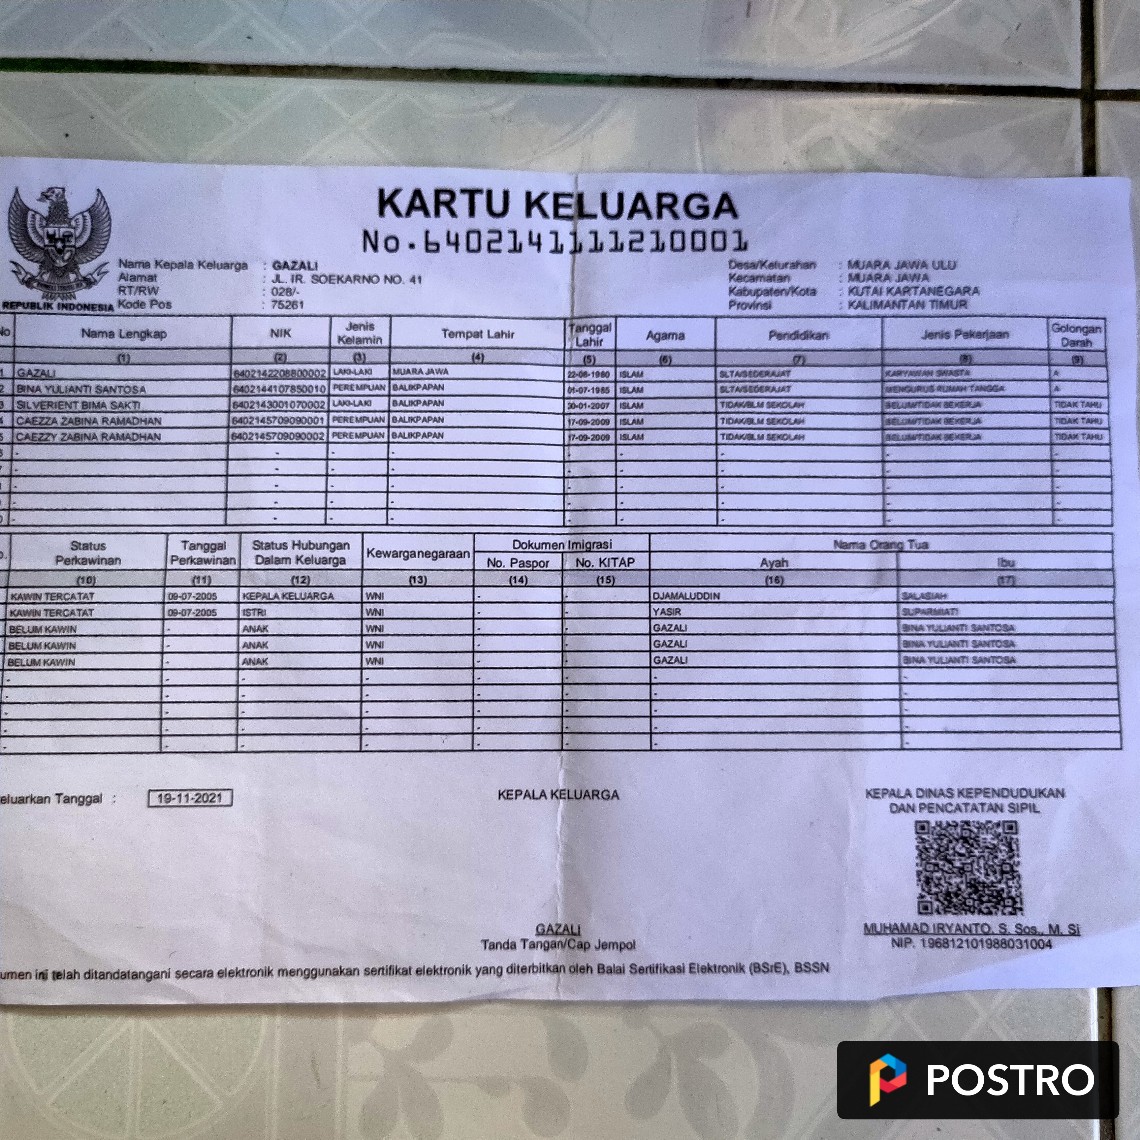 KARTU KELUARGA
No. 6402141111210001
REPUBLIK INDONESIA
Nama Kepala Keluarga : GAZALI
Alamat : JL. IR. SOEKARNO NO. 41
RT/RW : 028/-
Kode Pos : 75261
Desa/Kelurahan : MUARA JAWA ULU
Kecamatan : MUARA JAWA
Kabupaten/Kota : KUTAI KARTANEGARA
Provinsi : KALIMANTAN TIMUR
No Nama Lengkap NIK Jenis Kelamin Tempat Lahir Tanggal Lahir Agama Pendidikan Jenis Pekerjaan Golongan Darah
(1) (2) (3) (4) (5) (6) (7) (8) (9)
1 GAZALI 6402142208800002 LAKI-LAKI MUARA JAWA 22-08-1980 ISLAM SLTA/SEDERAJAT KARYAWAN SWASTA A
2 BINA YULIANTI SANTOSA 6402144107850010 PEREMPUAN BALIKPAPAN 01-07-1985 ISLAM SLTA/SEDERAJAT MENGURUS RUMAH TANGGA A
3 SILVERIENT BIMA SAKTI 6402143001070002 LAKI-LAKI BALIKPAPAN 30-01-2007 ISLAM TIDAK/BLM SEKOLAH BELUM/TIDAK BEKERJA TIDAK TAHU
4 CAEZZA ZABINA RAMADHAN 6402145709090001 PEREMPUAN BALIKPAPAN 17-09-2009 ISLAM TIDAK/BLM SEKOLAH BELUM/TIDAK BEKERJA TIDAK TAHU
5 CAEZZY ZABINA RAMADHAN 6402145709090002 PEREMPUAN BALIKPAPAN 17-09-2009 ISLAM TIDAK/BLM SEKOLAH BELUM/TIDAK BEKERJA TIDAK TAHU
Status Perkawinan Tanggal Perkawinan Status Hubungan Dalam Keluarga Kewarganegaraan Dokumen Imigrasi Nama Orang Tua
No. Paspor No. KITAP Ayah Ibu
(10) (11) (12) (13) (14) (15) (16) (17)
KAWIN TERCATAT 09-07-2005 KEPALA KELUARGA WNI - - DJAMALUDDIN SALASIAH
KAWIN TERCATAT 09-07-2005 ISTRI WNI - - YASIR SUPARMIATI
BELUM KAWIN - ANAK WNI - - GAZALI BINA YULIANTI SANTOSA
BELUM KAWIN - ANAK WNI - - GAZALI BINA YULIANTI SANTOSA
BELUM KAWIN - ANAK WNI - - GAZALI BINA YULIANTI SANTOSA
eluarkan Tanggal : 19-11-2021
KEPALA KELUARGA
GAZALI
Tanda Tangan/Cap Jempol
KEPALA DINAS KEPENDUDUKAN
DAN PENCATATAN SIPIL
MUHAMAD IRYANTO, S. Sos., M. Si
NIP. 196812101988031004
umen ini telah ditandatangani secara elektronik menggunakan sertifikat elektronik yang diterbitkan oleh Balai Sertifikasi Elektronik (BSrE), BSSN
POSTRO